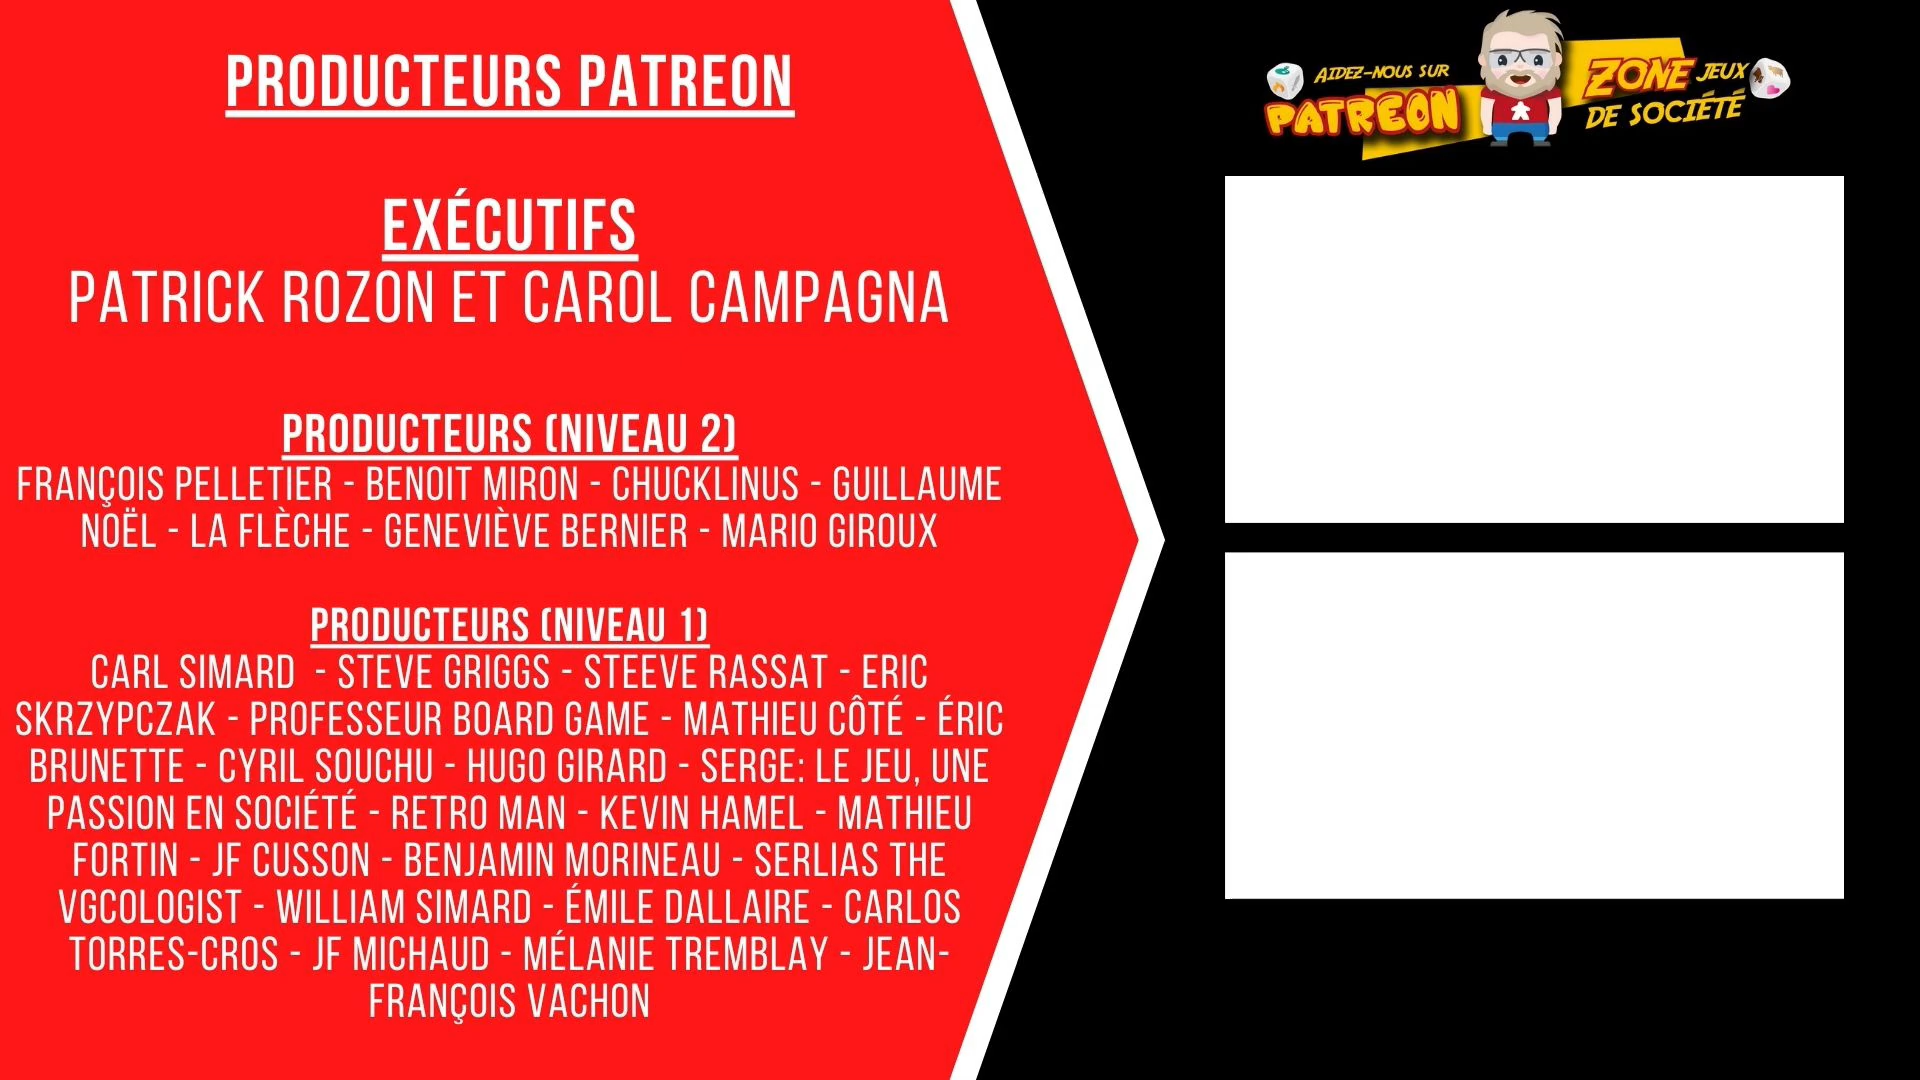 PRODUCTEURS PATREON
EXÉCUTIFS
PATRICK ROZON ET CAROL CAMPAGNA
PRODUCTEURS (NIVEAU 2)
FRANÇOIS PELLETIER - BENOIT MIRON - CHUCKLINUS - GUILLAUME
NOËL - LA FLÈCHE - GENEVIÈVE BERNIER - MARIO GIROUX
PRODUCTEURS (NIVEAU 1)
CARL SIMARD - STEVE GRIGGS - STEEVE RASSAT - ERIC
SKRZYPCZAK - PROFESSEUR BOARD GAME - MATHIEU CÔTÉ - ÉRIC
BRUNETTE - CYRIL SOUCHU - HUGO GIRARD - SERGE: LE JEU, UNE
PASSION EN SOCIÉTÉ - RETRO MAN - KEVIN HAMEL - MATHIEU
FORTIN - JF CUSSON - BENJAMIN MORINEAU - SERLIAS THE
VGCOLOGIST - WILLIAM SIMARD - ÉMILE DALLAIRE - CARLOS
TORRES-CROS - JF MICHAUD - MÉLANIE TREMBLAY - JEAN-
FRANÇOIS VACHON
AIDEZ-NOUS SUR
PATREON
ZONE JEUX
DE SOCIÉTÉ